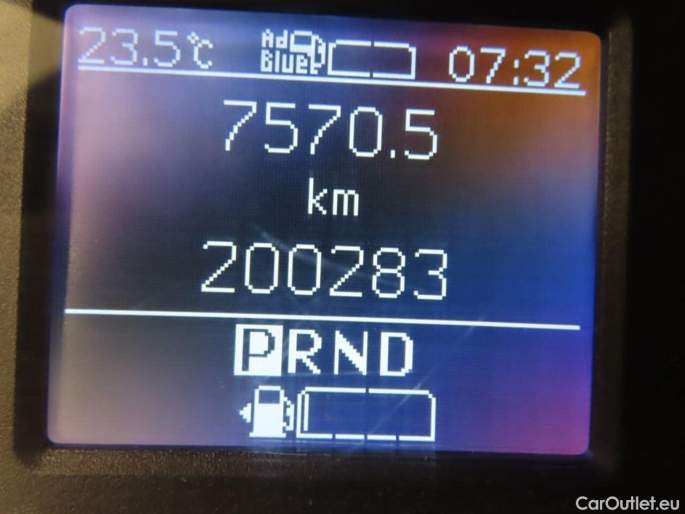 23.5°C Ad Blue 07:32
7570.5
km
200283
PRND
CarOutlet.eu